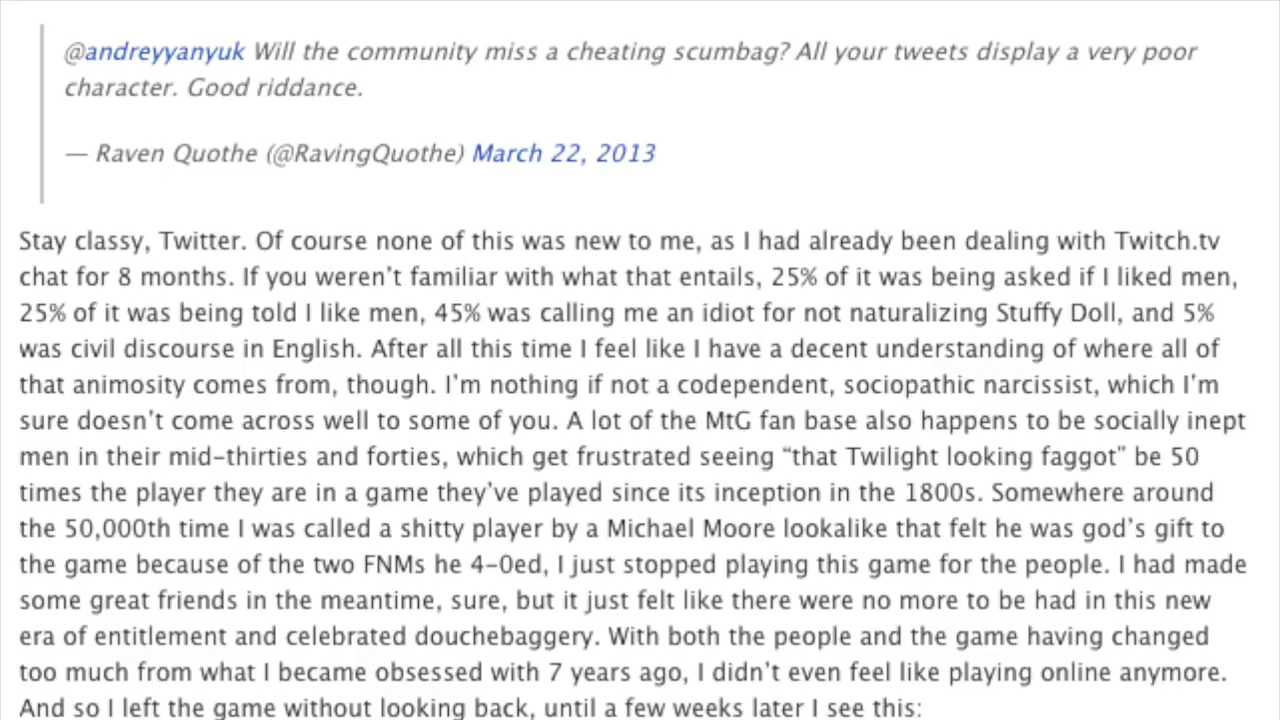 @andreyyanyuk Will the community miss a cheating scumbag? All your tweets display a very poor
character. Good riddance.
— Raven Quothe (@RavingQuothe) March 22, 2013
Stay classy, Twitter. Of course none of this was new to me, as I had already been dealing with Twitch.tv
chat for 8 months. If you weren’t familiar with what that entails, 25% of it was being asked if I liked men,
25% of it was being told I like men, 45% was calling me an idiot for not naturalizing Stuffy Doll, and 5%
was civil discourse in English. After all this time I feel like I have a decent understanding of where all of
that animosity comes from, though. I’m nothing if not a codependent, sociopathic narcissist, which I’m
sure doesn’t come across well to some of you. A lot of the MtG fan base also happens to be socially inept
men in their mid-thirties and forties, which get frustrated seeing “that Twilight looking faggot” be 50
times the player they are in a game they’ve played since its inception in the 1800s. Somewhere around
the 50,000th time I was called a shitty player by a Michael Moore lookalike that felt he was god’s gift to
the game because of the two FNMs he 4-0ed, I just stopped playing this game for the people. I had made
some great friends in the meantime, sure, but it just felt like there were no more to be had in this new
era of entitlement and celebrated douchebaggery. With both the people and the game having changed
too much from what I became obsessed with 7 years ago, I didn’t even feel like playing online anymore.
And so I left the game without looking back, until a few weeks later I see this: